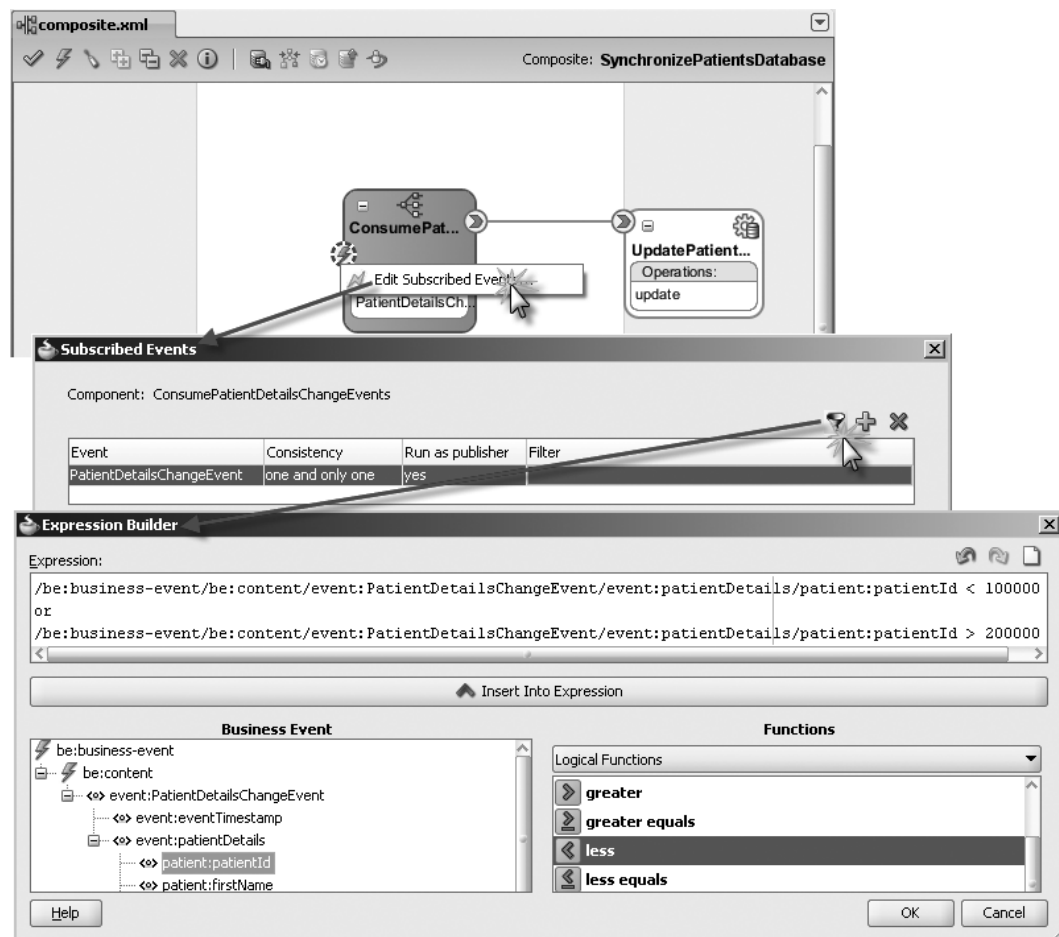 composite.xml
Composite: SynchronizePatientsDatabase
ConsumePat...
UpdatePatient...
Operations:
update
Edit Subscribed Event
PatientDetailsCh...
Subscribed Events
Component: ConsumePatientDetailsChangeEvents
Event Consistency Run as publisher Filter
PatientDetailsChangeEvent one and only one yes
Expression Builder
Expression:
/be:business-event/be:content/event:PatientDetailsChangeEvent/event:patientDetails/patient:patientId < 100000
or
/be:business-event/be:content/event:PatientDetailsChangeEvent/event:patientDetails/patient:patientId > 200000
Insert Into Expression
Business Event
Functions
be:business-event
Logical Functions
be:content
event:PatientDetailsChangeEvent
greater
event:eventTimestamp
greater equals
event:patientDetails
less
patient:patientId
less equals
patient:firstName
Help OK Cancel